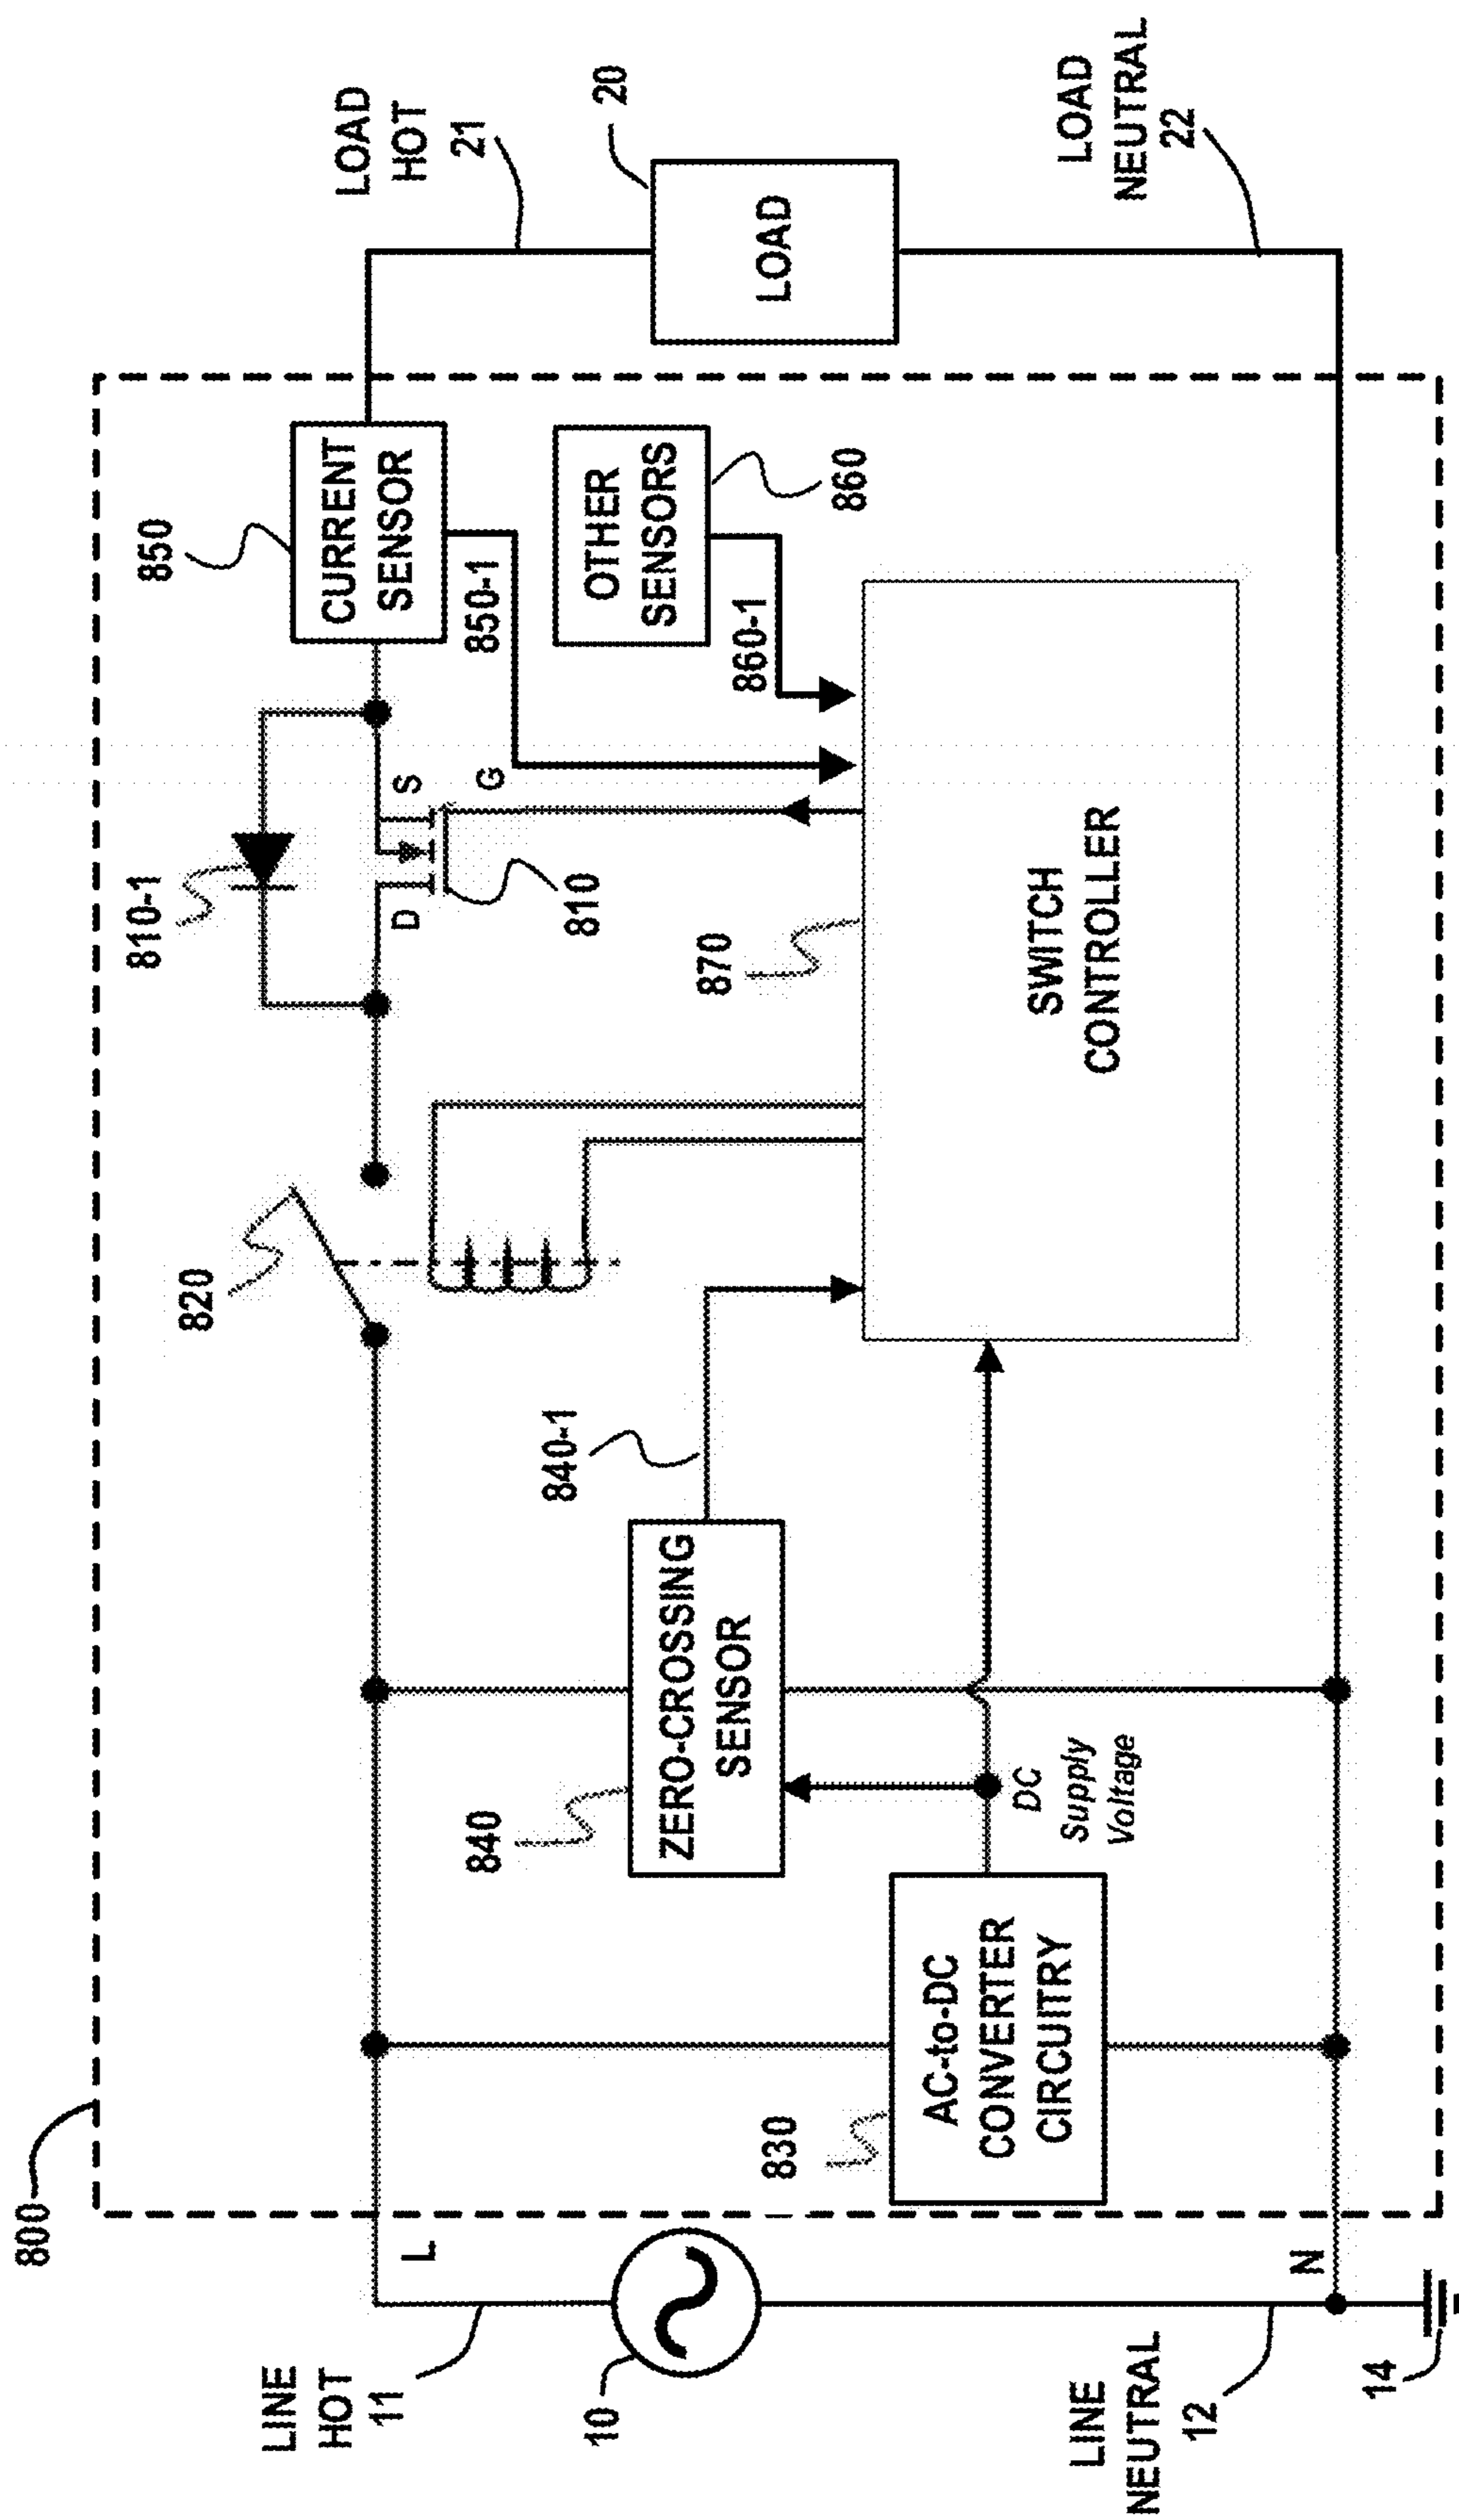 800
LINE
HOT
11
L
10
LINE
NEUTRAL
12
N
14
830
AC-to-DC
CONVERTER
CIRCUITRY
DC
Supply
Voltage
840
ZERO-CROSSING
SENSOR
840-1
820
810-1
D
S
G
810
870
SWITCH
CONTROLLER
850
CURRENT
SENSOR
850-1
OTHER
SENSORS
860
860-1
LOAD
HOT
21
20
LOAD
LOAD
NEUTRAL
22